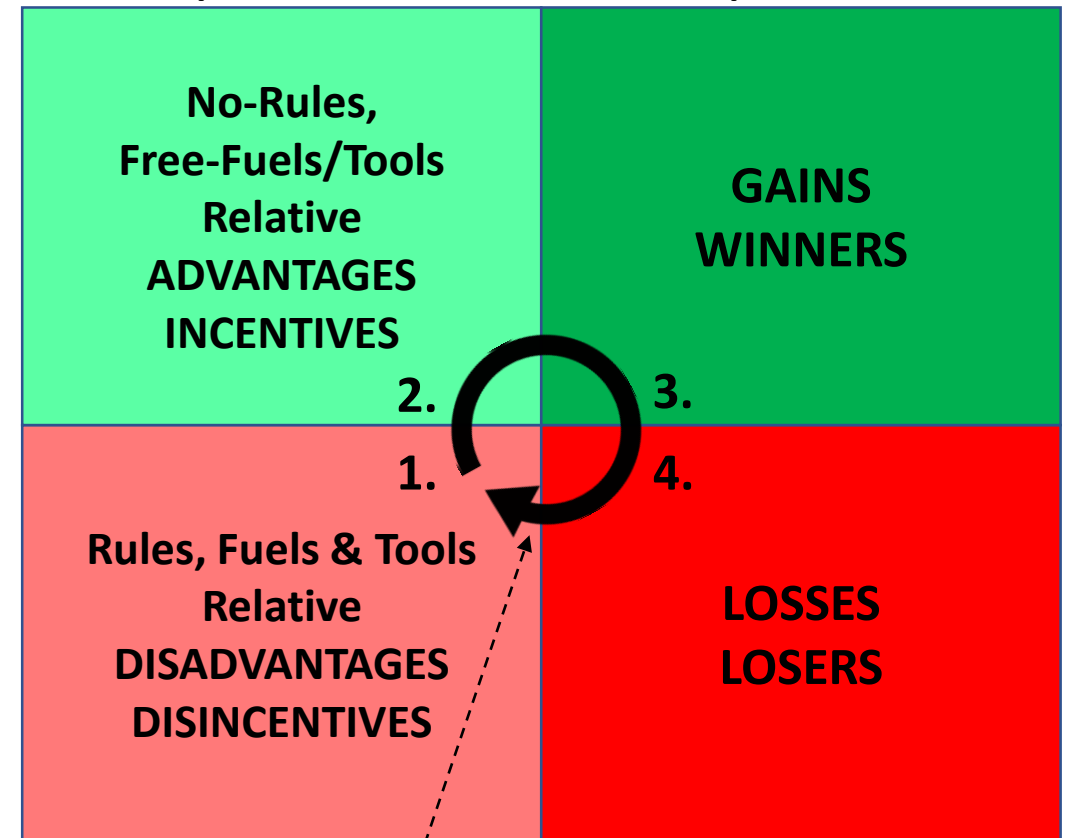 No-Rules,
Free-Fuels/Tools
Relative
ADVANTAGES
INCENTIVES
2.
GAINS
WINNERS
3.
1.
Rules, Fuels & Tools
Relative
DISADVANTAGES
DISINCENTIVES
4.
LOSSES
LOSERS